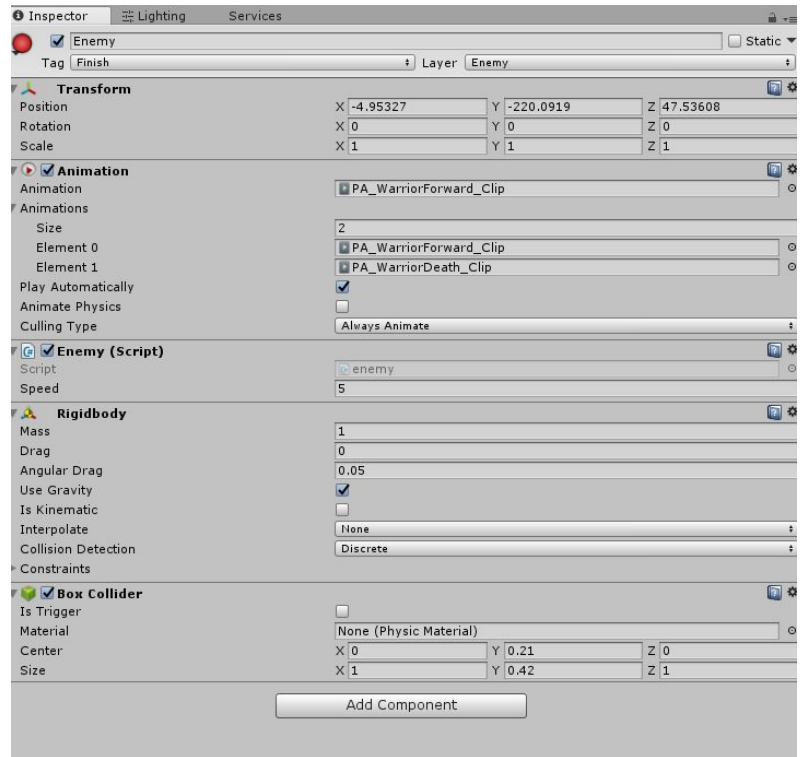 Inspector Lighting Services
Enemy Static
Tag Finish Layer Enemy
Transform
Position X -4.95327 Y -220.0919 Z 47.53608
Rotation X 0 Y 0 Z 0
Scale X 1 Y 1 Z 1
Animation
Animation PA_WarriorForward_Clip
Animations
Size 2
Element 0 PA_WarriorForward_Clip
Element 1 PA_WarriorDeath_Clip
Play Automatically
Animate Physics
Culling Type Always Animate
Enemy (Script)
Script enemy
Speed 5
Rigidbody
Mass 1
Drag 0
Angular Drag 0.05
Use Gravity
Is Kinematic
Interpolate None
Collision Detection Discrete
Constraints
Box Collider
Is Trigger
Material None (Physic Material)
Center X 0 Y 0.21 Z 0
Size X 1 Y 0.42 Z 1
Add Component